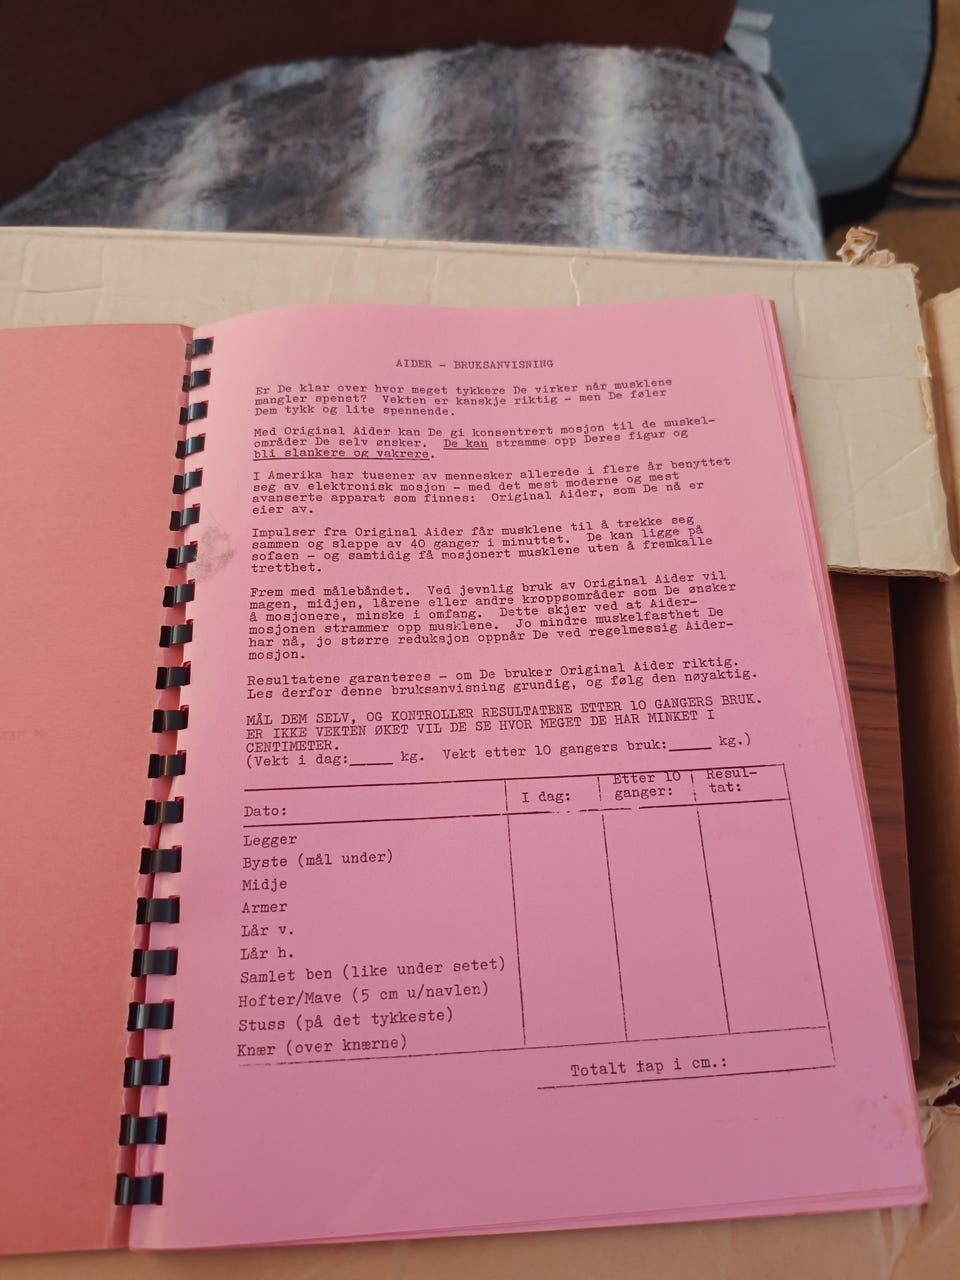 AIDER - BRUKSANVISNING
Er De klar over hvor meget tykkere De virker når musklene
mangler spenst?  Vekten er kanskje riktig - men De føler
Dem tykk og lite spennende.
Med Original Aider kan De gi konsentrert mosjon til de muskel-
områder De selv ønsker.  De kan stramme opp Deres figur og
bli slankere og vakrere.
I Amerika har tusener av mennesker allerede i flere år benyttet
seg av elektronisk mosjon - med det mest moderne og mest
avanserte apparat som finnes:  Original Aider, som De nå er
eier av.
Impulser fra Original Aider får musklene til å trekke seg
sammen og slappe av 40 ganger i minuttet.  De kan ligge på
sofaen - og samtidig få mosjonert musklene uten å fremkalle
tretthet.
Frem med målebåndet.  Ved jevnlig bruk av Original Aider vil
magen, midjen, lårene eller andre kroppsområder som De ønsker
å mosjonere, minske i omfang.  Dette skjer ved at Aider-
mosjonen strammer opp musklene.  Jo mindre muskelfasthet De
har nå, jo større reduksjon oppnår De ved regelmessig Aider-
mosjon.
Resultatene garanteres - om De bruker Original Aider riktig.
Les derfor denne bruksanvisning grundig, og følg den nøyaktig.
MÅL DEM SELV, OG KONTROLLER RESULTATENE ETTER 10 GANGERS BRUK.
ER IKKE VEKTEN ØKET VIL DE SE HVOR MEGET DE HAR MINKET I
CENTIMETER.
(Vekt i dag:_____ kg.  Vekt etter 10 gangers bruk:_____ kg.)
Dato: I dag: Etter 10 ganger: Resul-tat:
Legger
Byste (mål under)
Midje
Armer
Lår v.
Lår h.
Samlet ben (like under setet)
Hofter/Mave (5 cm u/navlen)
Stuss (på det tykkeste)
Knær (over knærne)
Totalt tap i cm.: